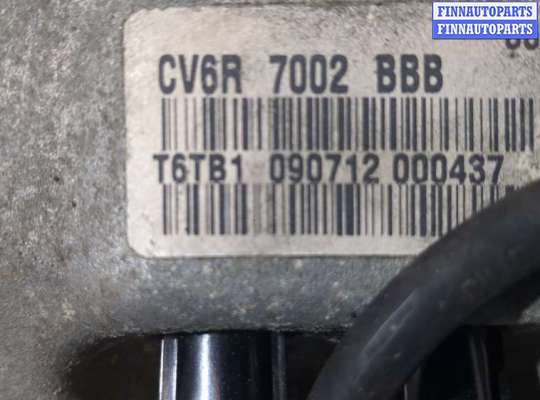 FINNAUTOPARTS
FINNAUTOPARTS
CV6R 7002 BBB
T6TB1 090712 000437